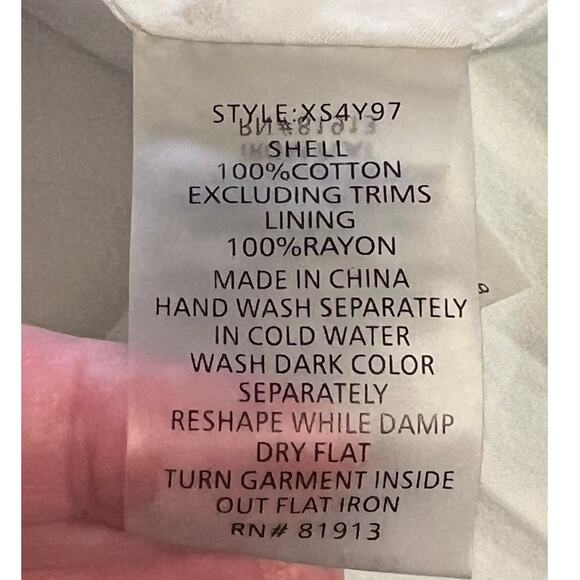 STYLE:XS4Y97
SHELL
100%COTTON
EXCLUDING TRIMS
LINING
100%RAYON
MADE IN CHINA
HAND WASH SEPARATELY
IN COLD WATER
WASH DARK COLOR
SEPARATELY
RESHAPE WHILE DAMP
DRY FLAT
TURN GARMENT INSIDE
OUT FLAT IRON
RN# 81913